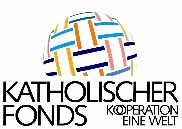 KATHOLISCHER
FONDS
KOOPERATION
EINE WELT